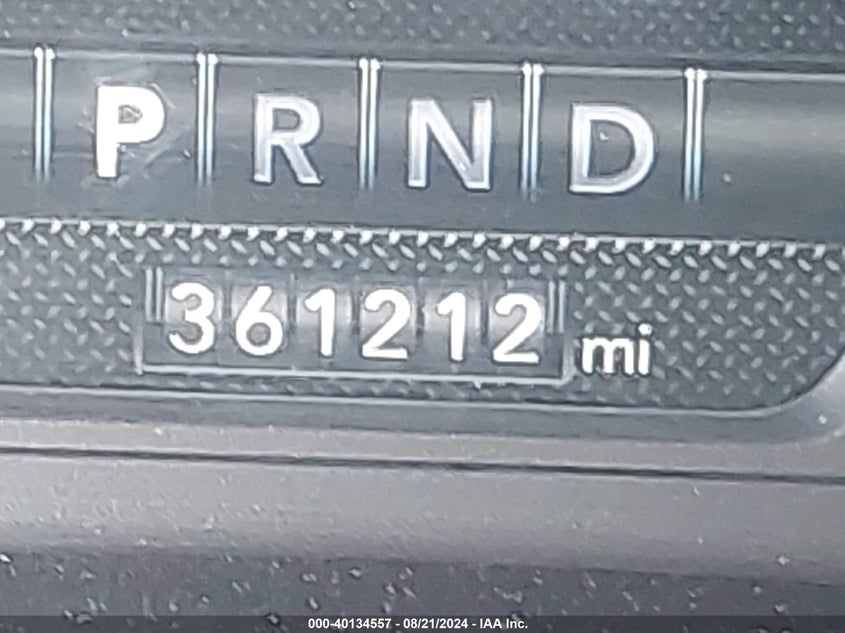 P R N D
361212 mi
000-40134557 - 08/21/2024 - IAA Inc.